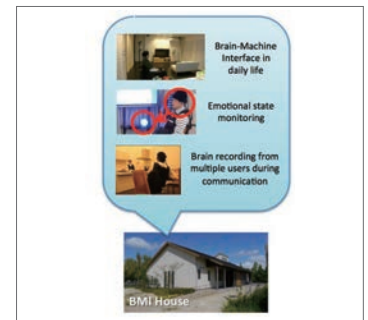 Brain-Machine
Interface in
daily life
Emotional state
monitoring
Brain recording from
multiple users during
communication
BMI House